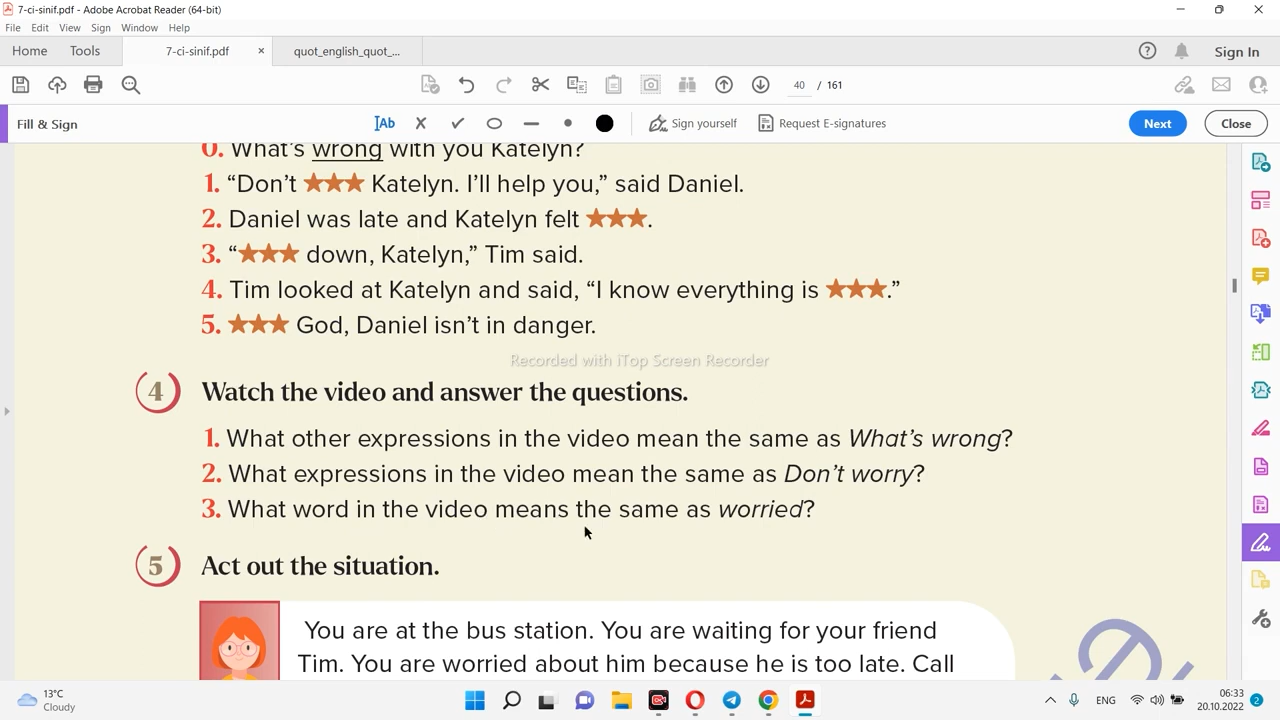 7-ci-sinif.pdf - Adobe Acrobat Reader (64-bit)
File Edit View Sign Window Help
Home Tools 7-ci-sinif.pdf × quot_english_quot_... Sign In
40 / 161
Fill & Sign Ab Sign yourself Request E-signatures Next Close
0. What's wrong with you Katelyn?
1. “Don't ★★★ Katelyn. I'll help you,” said Daniel.
2. Daniel was late and Katelyn felt ★★★.
3. “★★★ down, Katelyn,” Tim said.
4. Tim looked at Katelyn and said, “I know everything is ★★★.”
5. ★★★ God, Daniel isn't in danger.
Recorded with iTop Screen Recorder
4 Watch the video and answer the questions.
1. What other expressions in the video mean the same as What's wrong?
2. What expressions in the video mean the same as Don't worry?
3. What word in the video means the same as worried?
5 Act out the situation.
You are at the bus station. You are waiting for your friend
Tim. You are worried about him because he is too late. Call
13°C
Cloudy
ENG
06:33
20.10.2022
2